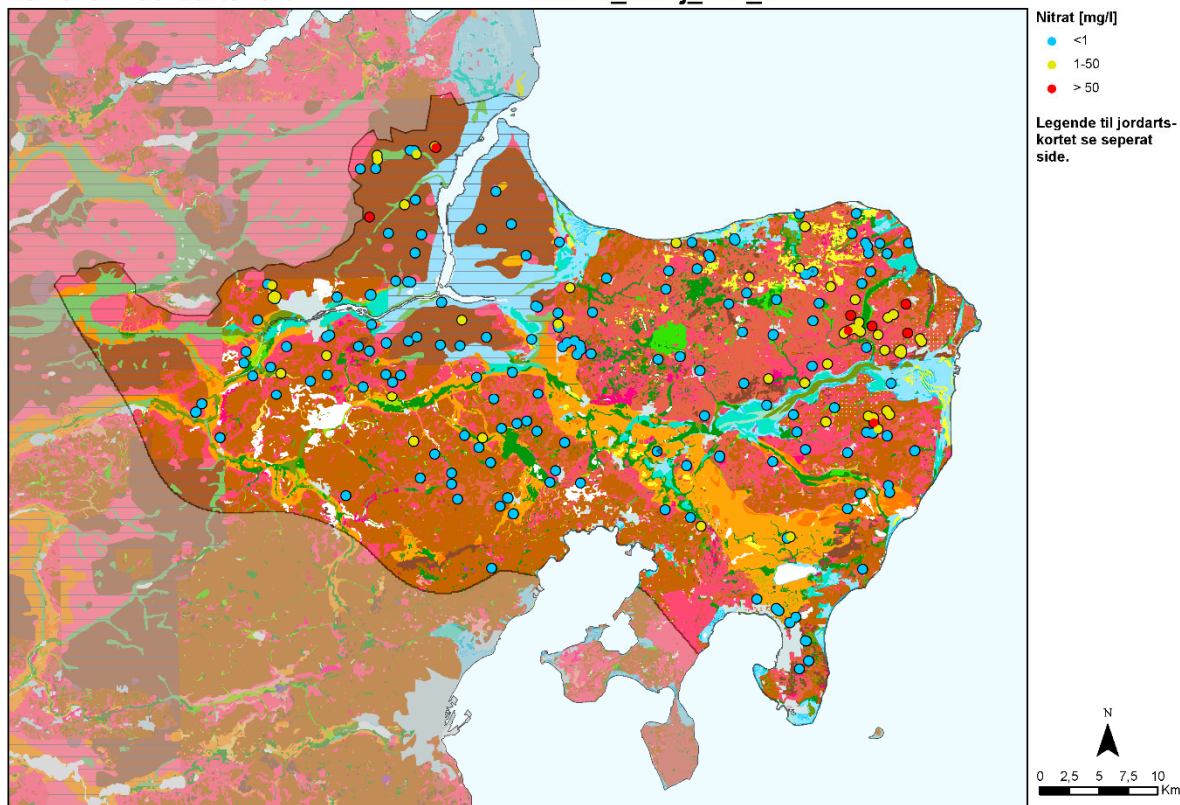 Nitrat [mg/l]
<1
1-50
> 50
Legende til jordarts-
kortet se seperat
side.
N
0 2,5 5 7,5 10
Km